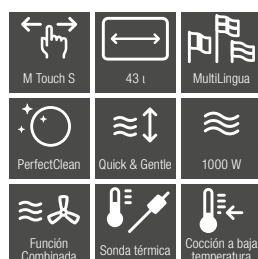 M Touch S
43 ι
MultiLingua
PerfectClean
Quick & Gentle
1000 W
Función
Combinada
Sonda térmica
Cocción a baja
temperatura